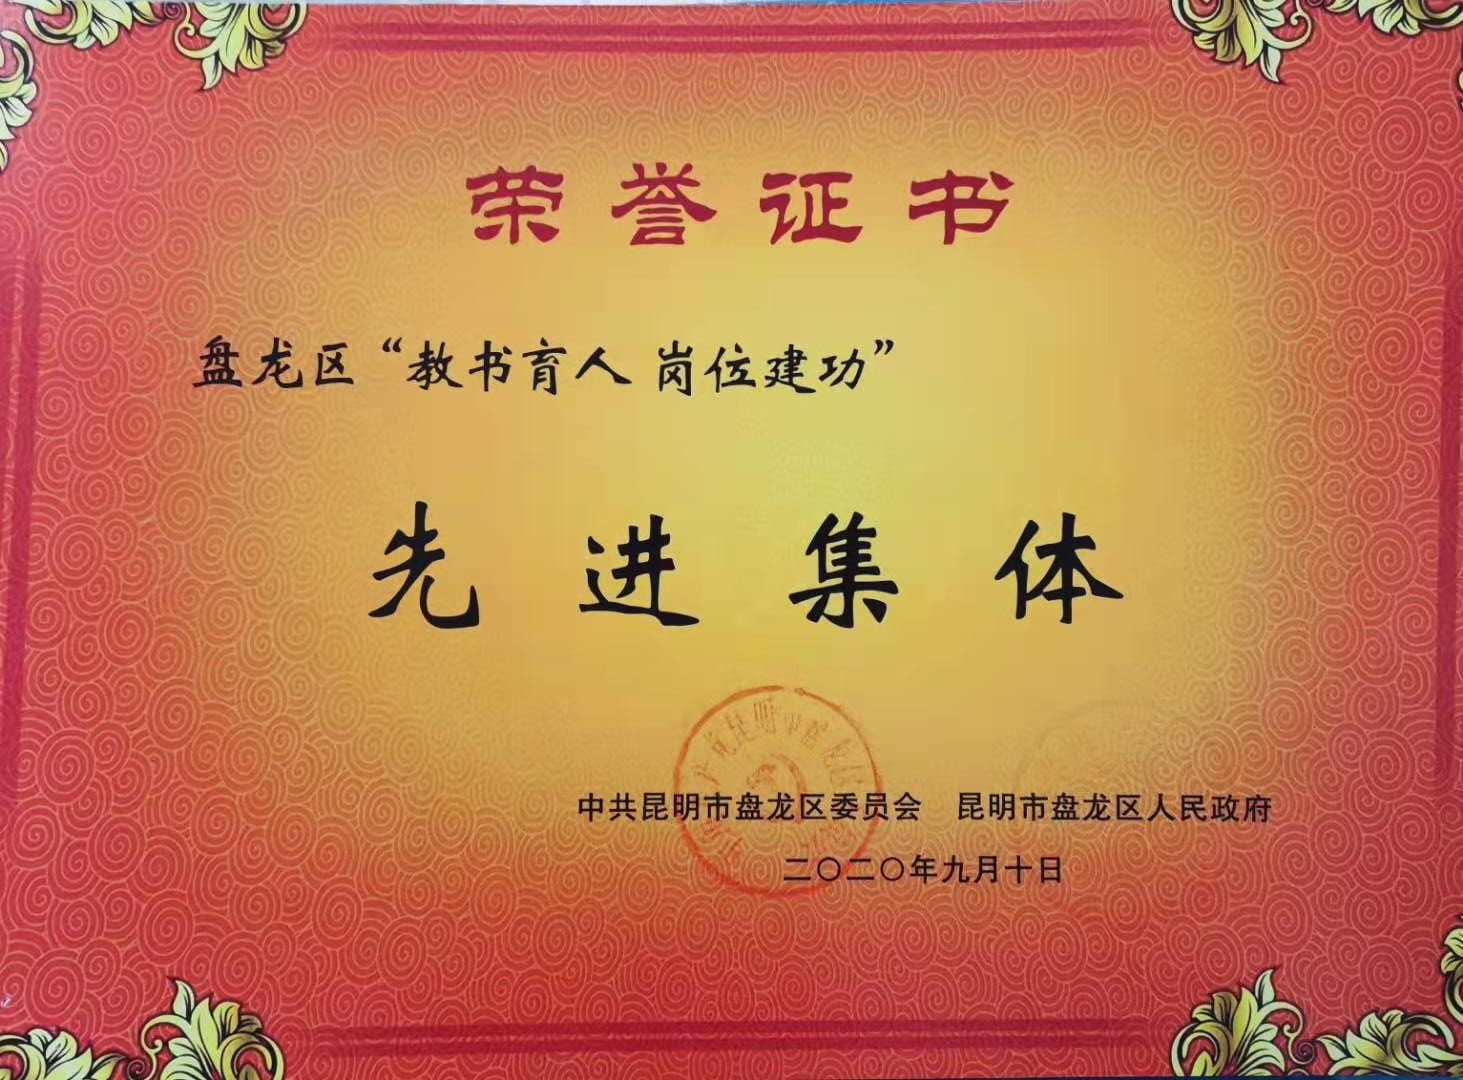 荣誉证书
盘龙区“教书育人 岗位建功”
先进集体
中共昆明市盘龙区委员会 昆明市盘龙区人民政府
二〇二〇年九月十日